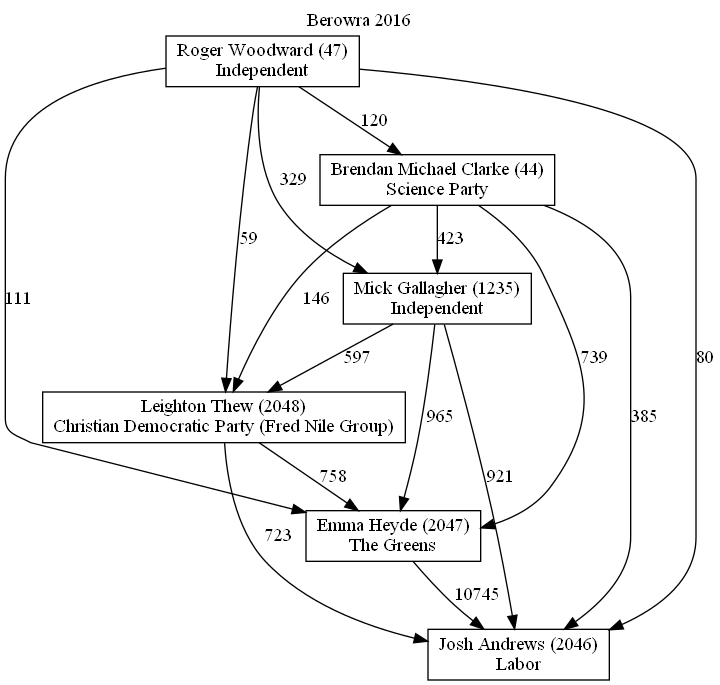 Berowra 2016
Roger Woodward (47)
Independent
120
Brendan Michael Clarke (44)
Science Party
329
59
423
146
Mick Gallagher (1235)
Independent
111
597
739
80
Leighton Thew (2048)
Christian Democratic Party (Fred Nile Group)
965
385
758
921
Emma Heyde (2047)
The Greens
723
10745
Josh Andrews (2046)
Labor